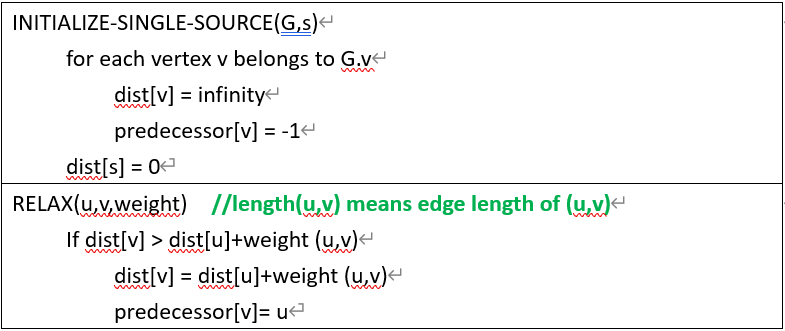 INITIALIZE-SINGLE-SOURCE(G,s)
for each vertex v belongs to G.v
dist[v] = infinity
predecessor[v] = -1
dist[s] = 0
RELAX(u,v,weight) //length(u,v) means edge length of (u,v)
If dist[v] > dist[u]+weight (u,v)
dist[v] = dist[u]+weight (u,v)
predecessor[v]= u